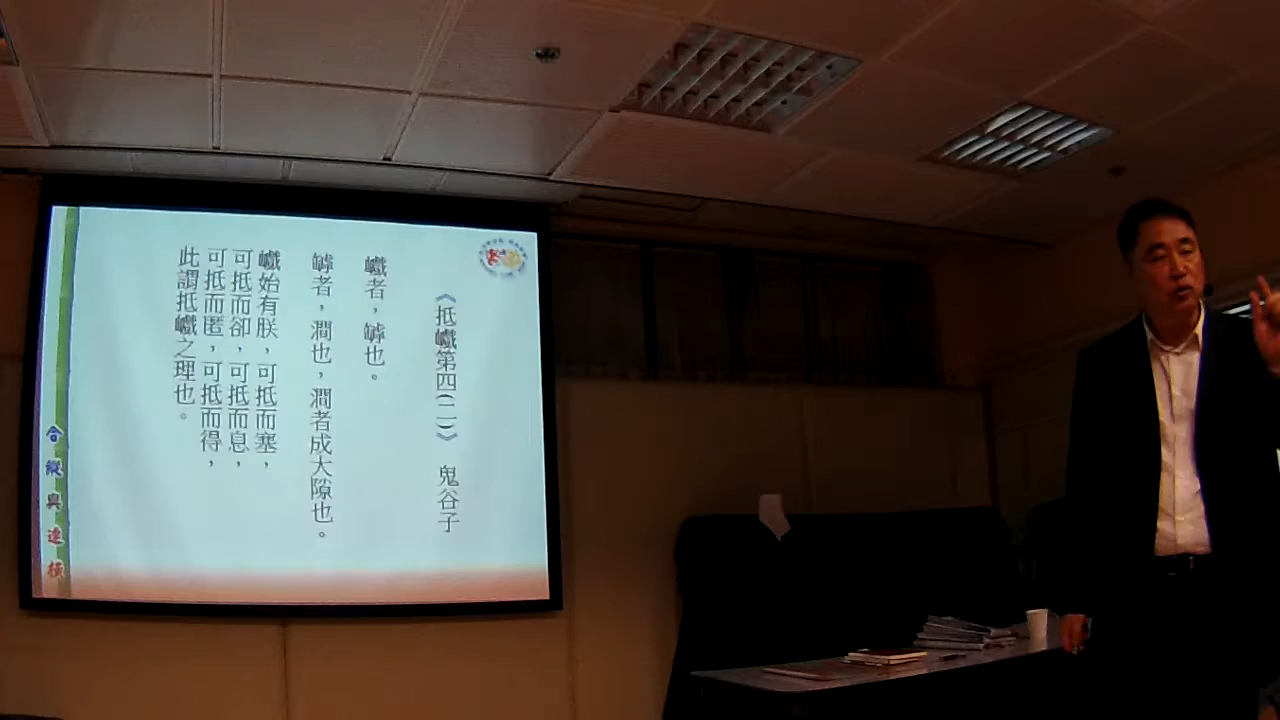 《抵巇第四(二)》 鬼谷子
巇者，罅也。
罅者，澗也，澗者成大隙也。
巇始有朕，可抵而塞，
可抵而卻，可抵而息，
可抵而匿，可抵而得，
此謂抵巇之理也。
合縱與連橫